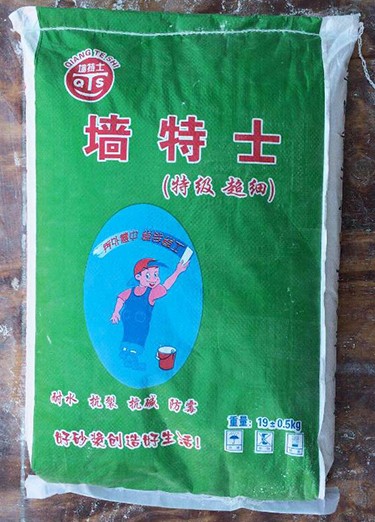 QIANG TE SHI
墙特士
QTS
墙特士
(特级 超细)
耐水 抗裂 抗碱 防霉
重量：19±0.5kg
好砂浆创造好生活！